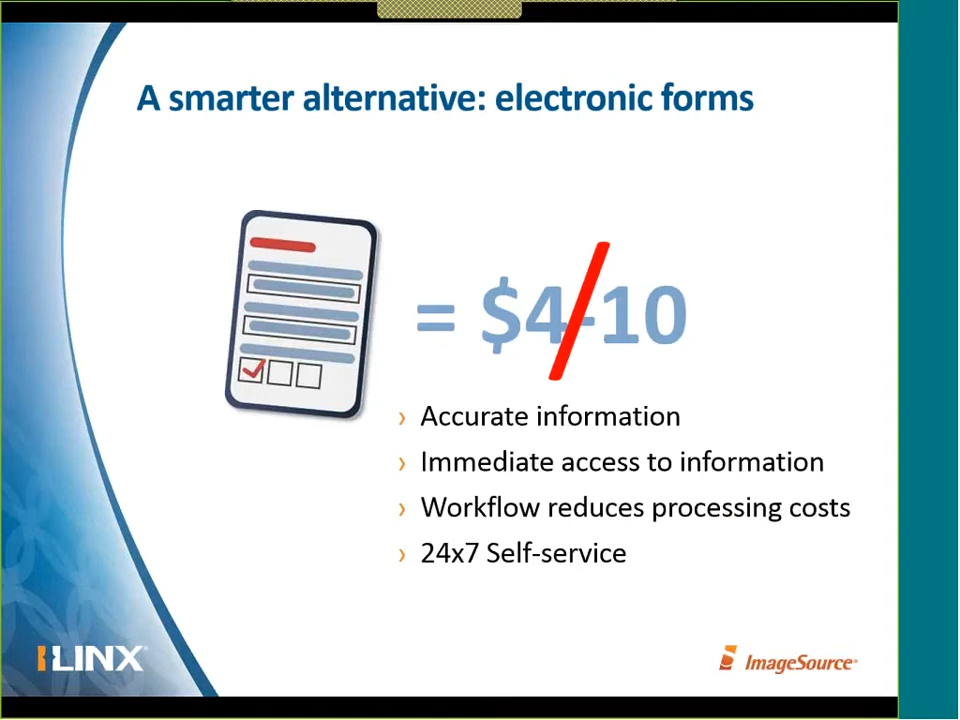 A smarter alternative: electronic forms
= $4-10
› Accurate information
› Immediate access to information
› Workflow reduces processing costs
› 24x7 Self-service
ILINX
ImageSource